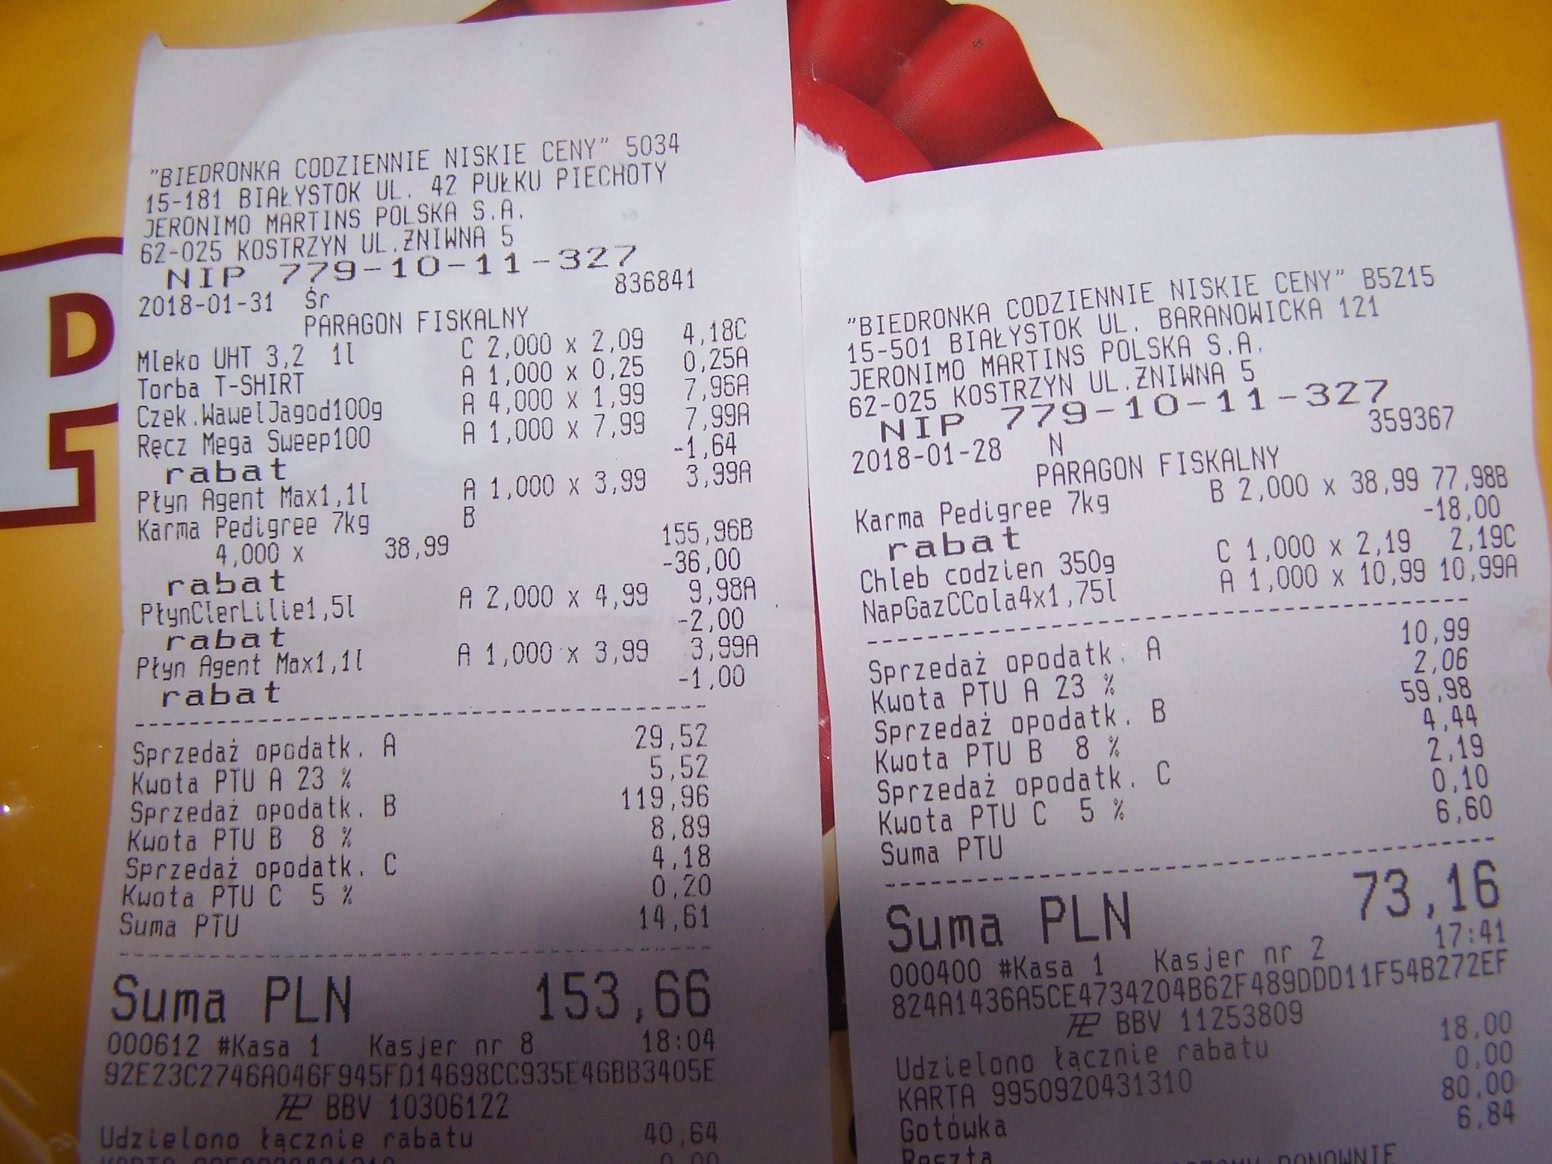 "BIEDRONKA CODZIENNIE NISKIE CENY" 5034
15-181 BIAŁYSTOK UL. 42 PUŁKU PIECHOTY
JERONIMO MARTINS POLSKA S.A.
62-025 KOSTRZYN UL.ŻNIWNA 5
NIP 779-10-11-327
2018-01-31 Śr 836841
PARAGON FISKALNY
Mleko UHT 3,2 1l C 2,000 x 2,09 4,18C
Torba T-SHIRT A 1,000 x 0,25 0,25A
Czek.WawelJagod100g A 4,000 x 1,99 7,96A
Ręcz Mega Sweep100 A 1,000 x 7,99 7,99A
rabat -1,64
Płyn Agent Max1,1l A 1,000 x 3,99 3,99A
Karma Pedigree 7kg B
4,000 x 38,99 155,96B
rabat -36,00
PłynClerLilie1,5l A 2,000 x 4,99 9,98A
rabat -2,00
Płyn Agent Max1,1l A 1,000 x 3,99 3,99A
rabat -1,00
Sprzedaż opodatk. A 29,52
Kwota PTU A 23 % 5,52
Sprzedaż opodatk. B 119,96
Kwota PTU B 8 % 8,89
Sprzedaż opodatk. C 4,18
Kwota PTU C 5 % 0,20
Suma PTU 14,61
Suma PLN 153,66
000612 #Kasa 1 Kasjer nr 8 18:04
92E23C2746A046F945FD14698CC935E46BB3405E
BBV 10306122
Udzielono łącznie rabatu 40,64
"BIEDRONKA CODZIENNIE NISKIE CENY" B5215
15-501 BIAŁYSTOK UL. BARANOWICKA 121
JERONIMO MARTINS POLSKA S.A.
62-025 KOSTRZYN UL.ŻNIWNA 5
NIP 779-10-11-327
2018-01-28 N 359367
PARAGON FISKALNY
Karma Pedigree 7kg B 2,000 x 38,99 77,98B
rabat -18,00
Chleb codzien 350g C 1,000 x 2,19 2,19C
NapGazCCola4x1,75l A 1,000 x 10,99 10,99A
Sprzedaż opodatk. A 10,99
Kwota PTU A 23 % 2,06
Sprzedaż opodatk. B 59,98
Kwota PTU B 8 % 4,44
Sprzedaż opodatk. C 2,19
Kwota PTU C 5 % 0,10
Suma PTU 6,60
Suma PLN 73,16
000400 #Kasa 1 Kasjer nr 2 17:41
824A1436A5CE4734204B62F489DDD11F54B272EF
BBV 11253809
Udzielono łącznie rabatu 18,00
KARTA 9950920431310 0,00
Gotówka 80,00
Reszta 6,84